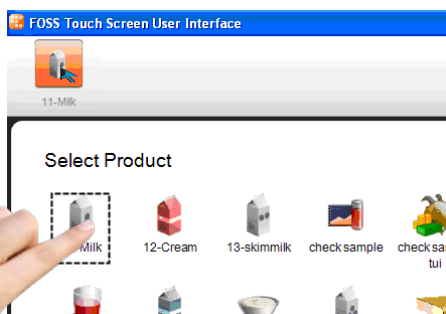 FOSS Touch Screen User Interface
11-Milk
Select Product
Milk 12-Cream 13-skimmilk check sample check sa
tui